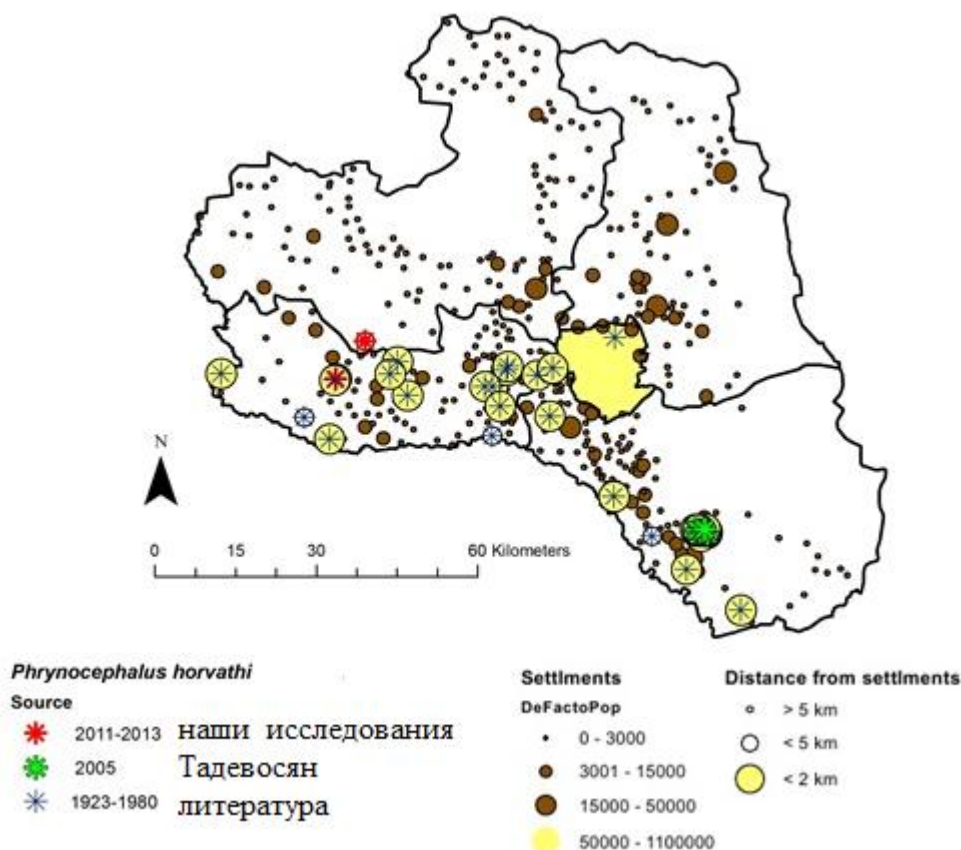 N
0 15 30 60 Kilometers
Phrynocephalus horvathi
Source
2011-2013 наши исследования
2005 Тадевосян
1923-1980 литература
Settlments
DeFactoPop
0 - 3000
3001 - 15000
15000 - 50000
50000 - 1100000
Distance from settlments
> 5 km
< 5 km
< 2 km